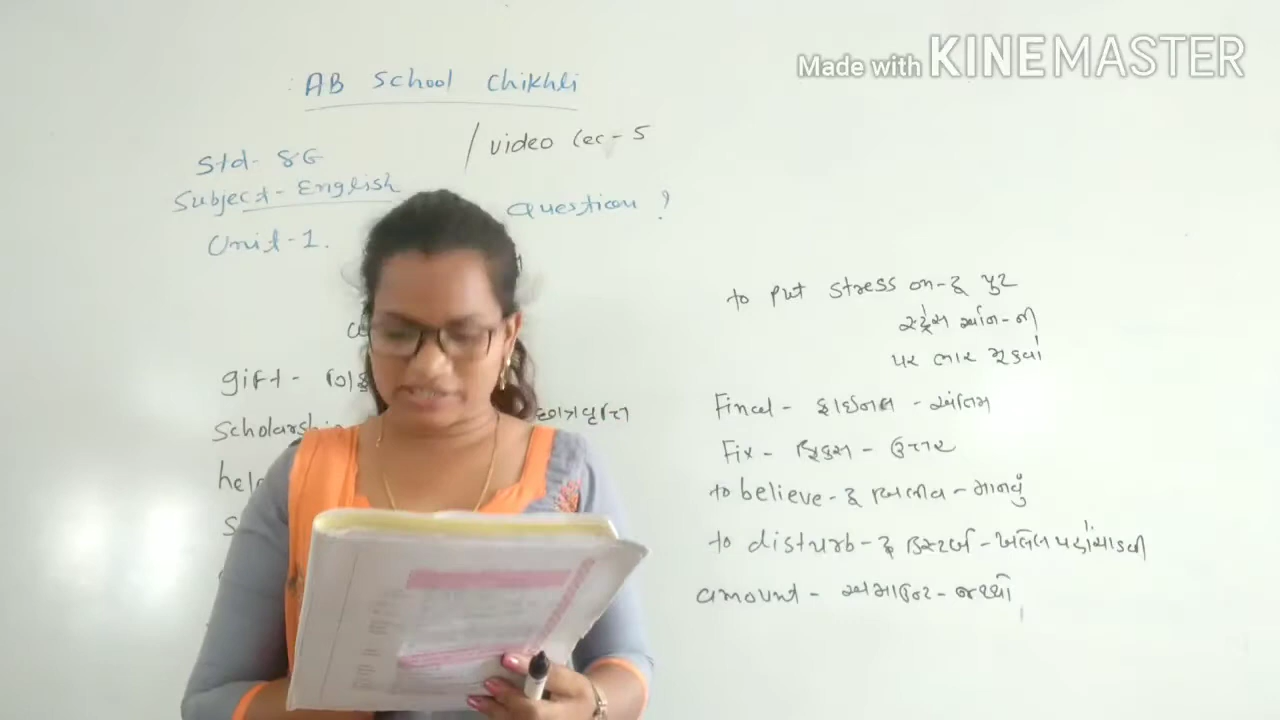 Made with KINEMASTER
AB School Chikhli
/ video Lec - 5
Std - 8G
Subject - English
Question ?
Unit - 1.
to put stress on - ટૂ પુટ
સ્ટ્રેસ ઓન - ની
પર ભાર મૂકવો
gift -
Scholarship
help
Final - ફાઇનલ - અંતિમ
Fix - ફિક્સ -
to believe - ટૂ બિલીવ - માનવું
to disturb - ટૂ ડિસ્ટર્બ - ખલેલ પહોંચાડવી
amount - અમાઉન્ટ - જથ્થો